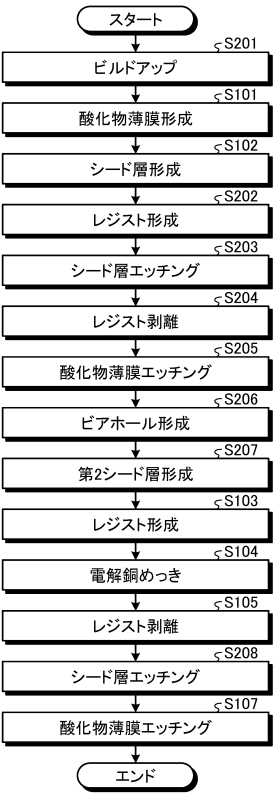 スタート
S201
ビルドアップ
S101
酸化物薄膜形成
S102
シード層形成
S202
レジスト形成
S203
シード層エッチング
S204
レジスト剥離
S205
酸化物薄膜エッチング
S206
ビアホール形成
S207
第2シード層形成
S103
レジスト形成
S104
電解銅めっき
S105
レジスト剥離
S208
シード層エッチング
S107
酸化物薄膜エッチング
エンド